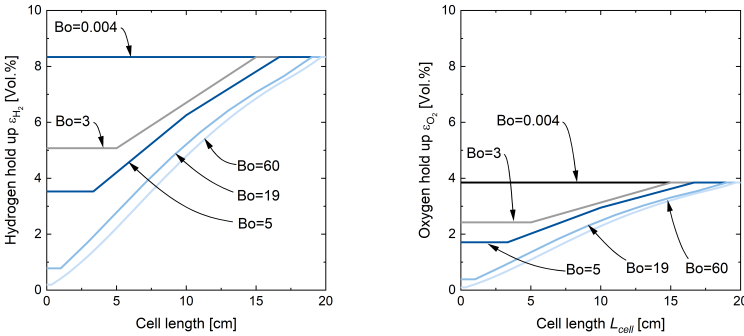 Hydrogen hold up εH₂ [Vol.%]
10
8
6
4
2
0
Bo=0.004
Bo=3
Bo=60
Bo=19
Bo=5
0 5 10 15 20
Cell length [cm]
Oxygen hold up εO₂ [Vol.%]
10
8
6
4
2
0
Bo=0.004
Bo=3
Bo=5
Bo=19
Bo=60
0 5 10 15 20
Cell length Lcell [cm]